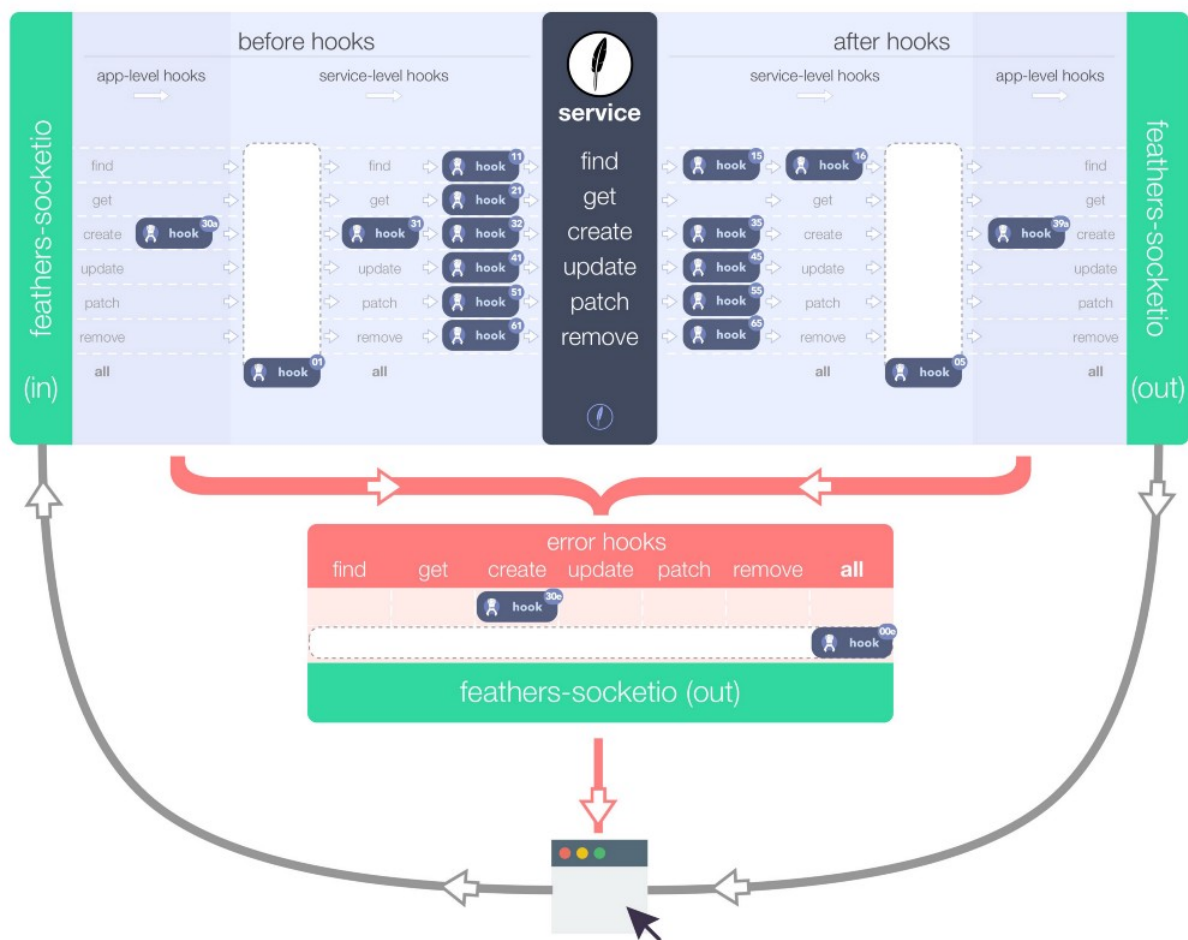 before hooks
after hooks
app-level hooks
service-level hooks
service-level hooks
app-level hooks
feathers-socketio
(in)
service
feathers-socketio
(out)
find find hook 11 find hook 15 hook 16 find
get get hook 21 get get get
create hook 30a hook 31 hook 32 create hook 35 create hook 39a create
update update hook 41 update hook 45 update update
patch patch hook 51 patch hook 55 patch patch
remove remove hook 61 remove hook 65 remove remove
all hook 01 all all hook 05 all
error hooks
find get create update patch remove all
hook 30e
hook 00e
feathers-socketio (out)